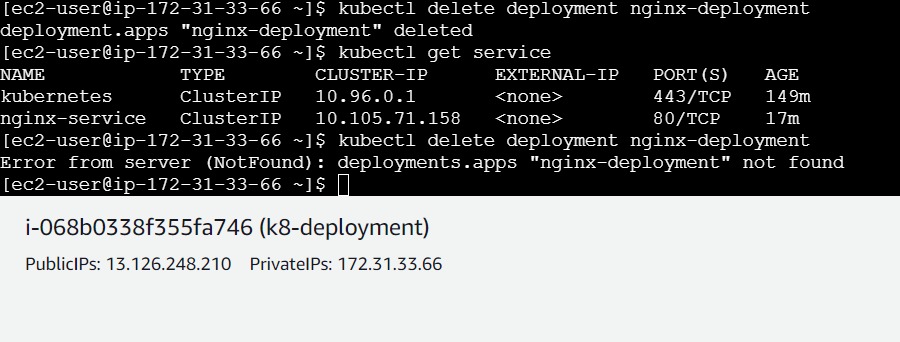 [ec2-user@ip-172-31-33-66 ~]$ kubectl delete deployment nginx-deployment
deployment.apps "nginx-deployment" deleted
[ec2-user@ip-172-31-33-66 ~]$ kubectl get service
NAME TYPE CLUSTER-IP EXTERNAL-IP PORT(S) AGE
kubernetes ClusterIP 10.96.0.1 <none> 443/TCP 149m
nginx-service ClusterIP 10.105.71.158 <none> 80/TCP 17m
[ec2-user@ip-172-31-33-66 ~]$ kubectl delete deployment nginx-deployment
Error from server (NotFound): deployments.apps "nginx-deployment" not found
[ec2-user@ip-172-31-33-66 ~]$
i-068b0338f355fa746 (k8-deployment)
PublicIPs: 13.126.248.210 PrivateIPs: 172.31.33.66